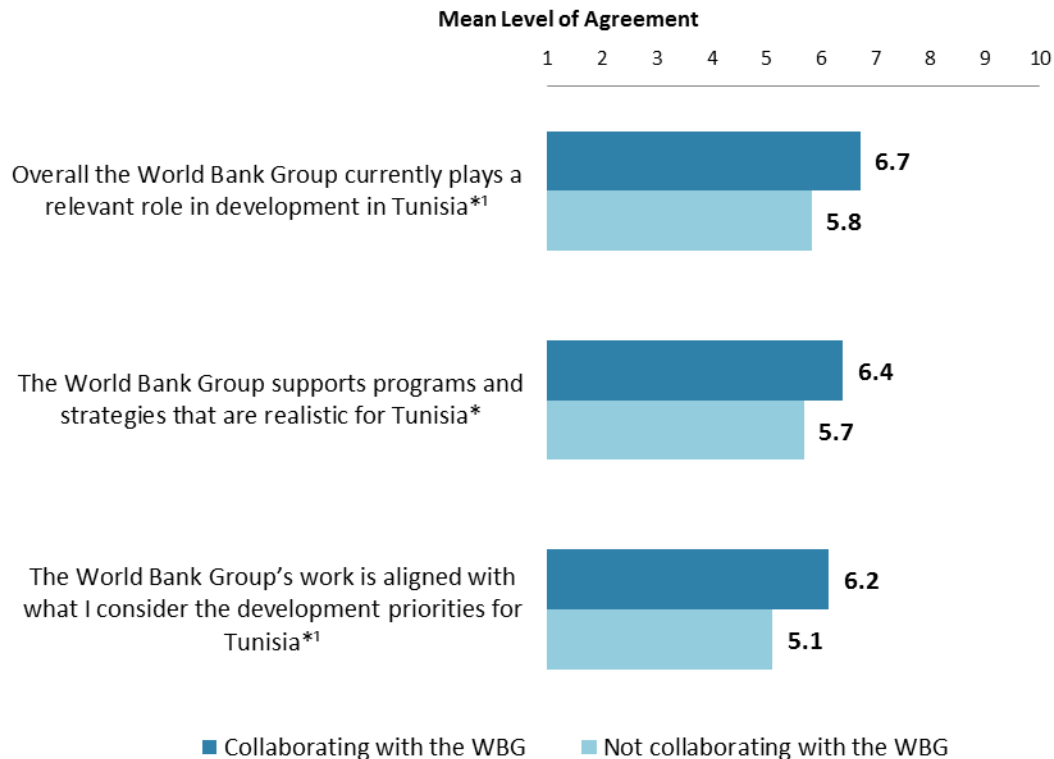 Mean Level of Agreement
1 2 3 4 5 6 7 8 9 10
Overall the World Bank Group currently plays a
relevant role in development in Tunisia*¹
6.7
5.8
The World Bank Group supports programs and
strategies that are realistic for Tunisia*
6.4
5.7
The World Bank Group’s work is aligned with
what I consider the development priorities for
Tunisia*¹
6.2
5.1
Collaborating with the WBG
Not collaborating with the WBG